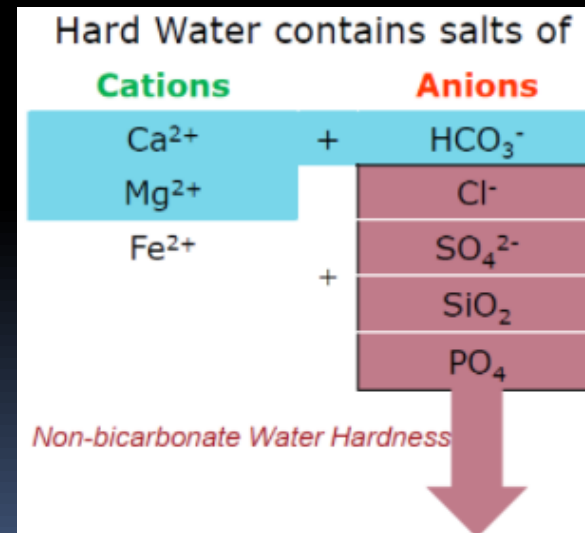 Hard Water contains salts of
Cations Anions
Ca²⁺ + HCO₃⁻
Mg²⁺ Cl⁻
Fe²⁺ SO₄²⁻
+
SiO₂
PO₄
Non-bicarbonate Water Hardness